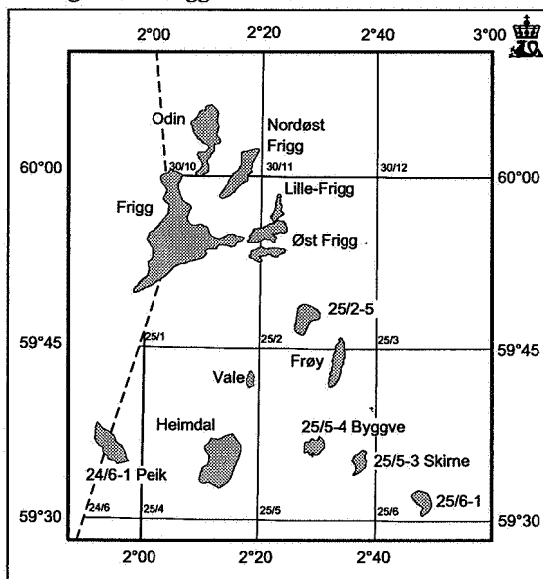 2°00 2°20 2°40 3°00
Odin
Nordøst
Frigg
60°00 30/10 30/11 30/12 60°00
Lille-Frigg
Frigg
Øst Frigg
25/2-5
59°45 25/1 25/2 25/3 59°45
Frøy
Vale
Heimdal
25/5-4 Byggve
25/5-3 Skirne
24/6-1 Peik
25/6-1
59°30 24/6 25/4 25/5 25/6 59°30
2°00 2°20 2°40